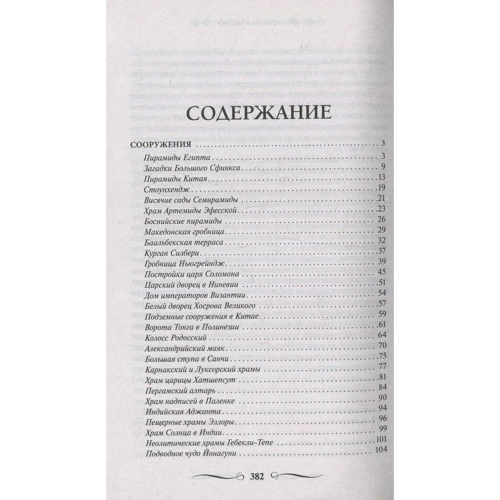 СОДЕРЖАНИЕ
СООРУЖЕНИЯ 3
Пирамиды Египта 3
Загадки Большого Сфинкса 9
Пирамиды Китая 13
Стоунхендж 19
Висячие сады Семирамиды 21
Храм Артемиды Эфесской 23
Боснийские пирамиды 26
Македонская гробница 29
Баальбекская терраса 32
Курган Силбери 37
Гробница Ньюгрейндж 39
Постройки царя Соломона 45
Царский дворец в Ниневии 51
Дом императоров Византии 54
Белый дворец Хосрова Великого 57
Подземные сооружения в Китае 59
Ворота Тонга в Полинезии 61
Колосс Родосский 64
Александрийский маяк 70
Большая ступа в Санчи 75
Карнакский и Луксорский храмы 77
Храм царицы Хатшепсут 81
Пергамский алтарь 84
Храм надписей в Паленке 90
Индийская Аджанта 94
Пещерные храмы Эллоры 96
Храм Солнца в Индии 99
Неолитические храмы Гебекли-Тепе 101
Подводное чудо Йонагуни 104
382